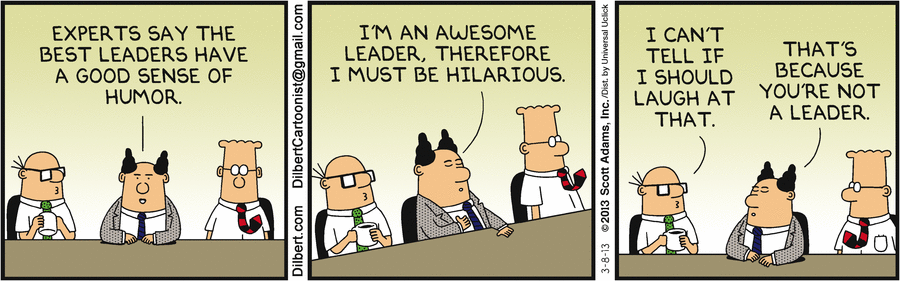 EXPERTS SAY THE
BEST LEADERS HAVE
A GOOD SENSE OF
HUMOR.
Dilbert.com DilbertCartoonist@gmail.com
I'M AN AWESOME
LEADER, THEREFORE
I MUST BE HILARIOUS.
3-8-13 ©2013 Scott Adams, Inc. /Dist. by Universal Uclick
I CAN'T
TELL IF
I SHOULD
LAUGH AT
THAT.
THAT'S
BECAUSE
YOU'RE NOT
A LEADER.